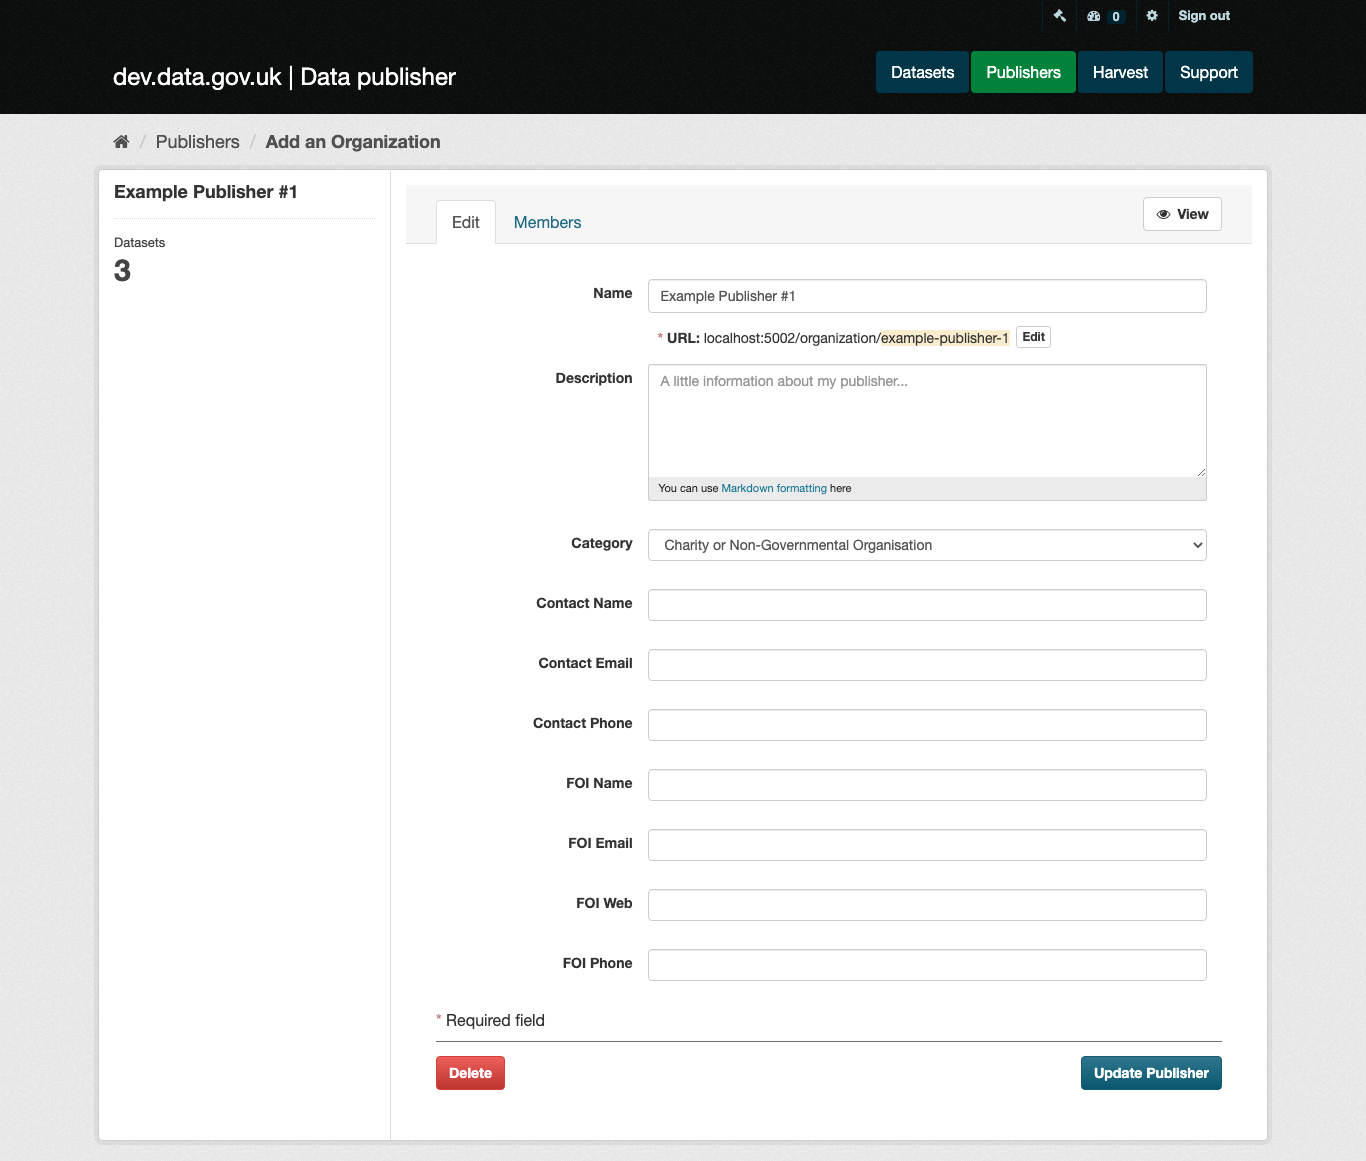 0 Sign out
dev.data.gov.uk | Data publisher
Datasets Publishers Harvest Support
/ Publishers / Add an Organization
Example Publisher #1
Datasets
3
Edit Members View
Name Example Publisher #1
* URL: localhost:5002/organization/example-publisher-1 Edit
Description A little information about my publisher...
You can use Markdown formatting here
Category Charity or Non-Governmental Organisation
Contact Name
Contact Email
Contact Phone
FOI Name
FOI Email
FOI Web
FOI Phone
* Required field
Delete Update Publisher